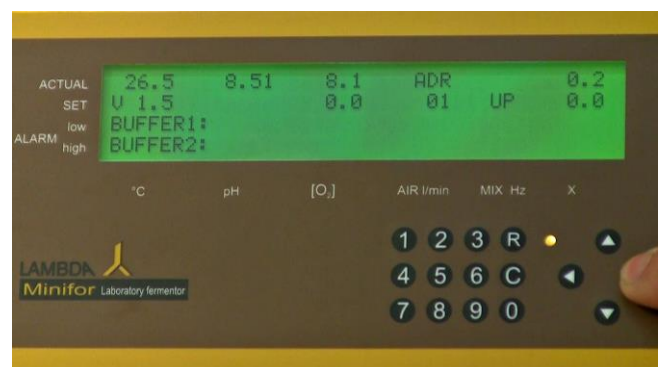 ACTUAL 26.5 8.51 8.1 ADR 0.2
SET V 1.5 0.0 01 UP 0.0
ALARM low BUFFER1:
high BUFFER2:
°C pH [O₂] AIR l/min MIX Hz X
1 2 3 R
4 5 6 C
7 8 9 0
LAMBDA
Minifor Laboratory fermentor